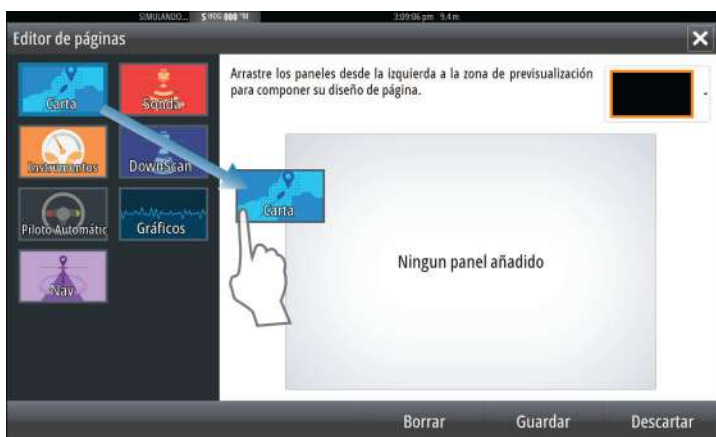 SIMULANDO... 3:09:06 pm 9.4 m
Editor de páginas
Arrastre los paneles desde la izquierda a la zona de previsualización
para componer su diseño de página.
Carta
Sonda
Instrumentos
DownScan
Piloto Automátic
Gráficos
Nav
Carta
Ningun panel añadido
Borrar Guardar Descartar